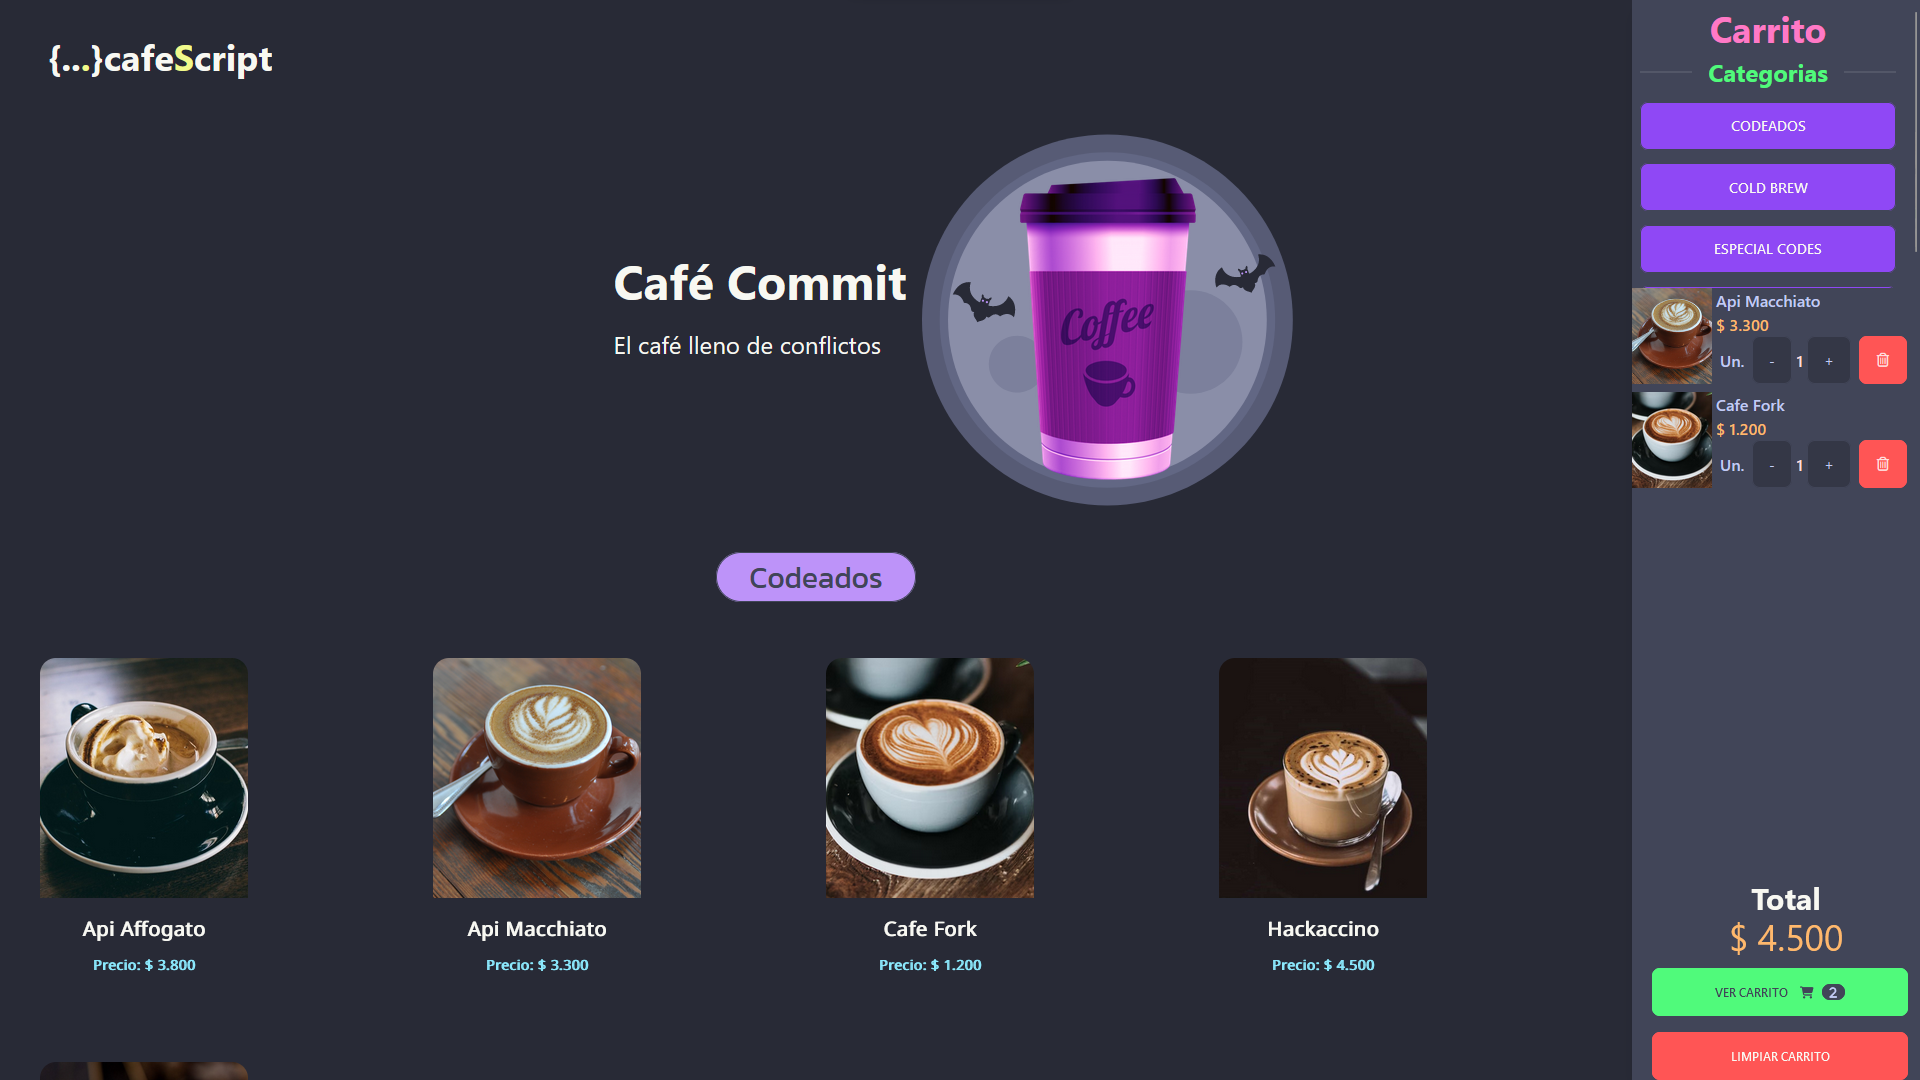 {...}cafeScript
Café Commit
El café lleno de conflictos
Coffee
Codeados
Api Affogato
Precio: $ 3.800
Api Macchiato
Precio: $ 3.300
Cafe Fork
Precio: $ 1.200
Hackaccino
Precio: $ 4.500
Carrito
Categorias
CODEADOS
COLD BREW
ESPECIAL CODES
Api Macchiato
$ 3.300
Un. - 1 +
Cafe Fork
$ 1.200
Un. - 1 +
Total
$ 4.500
VER CARRITO 2
LIMPIAR CARRITO